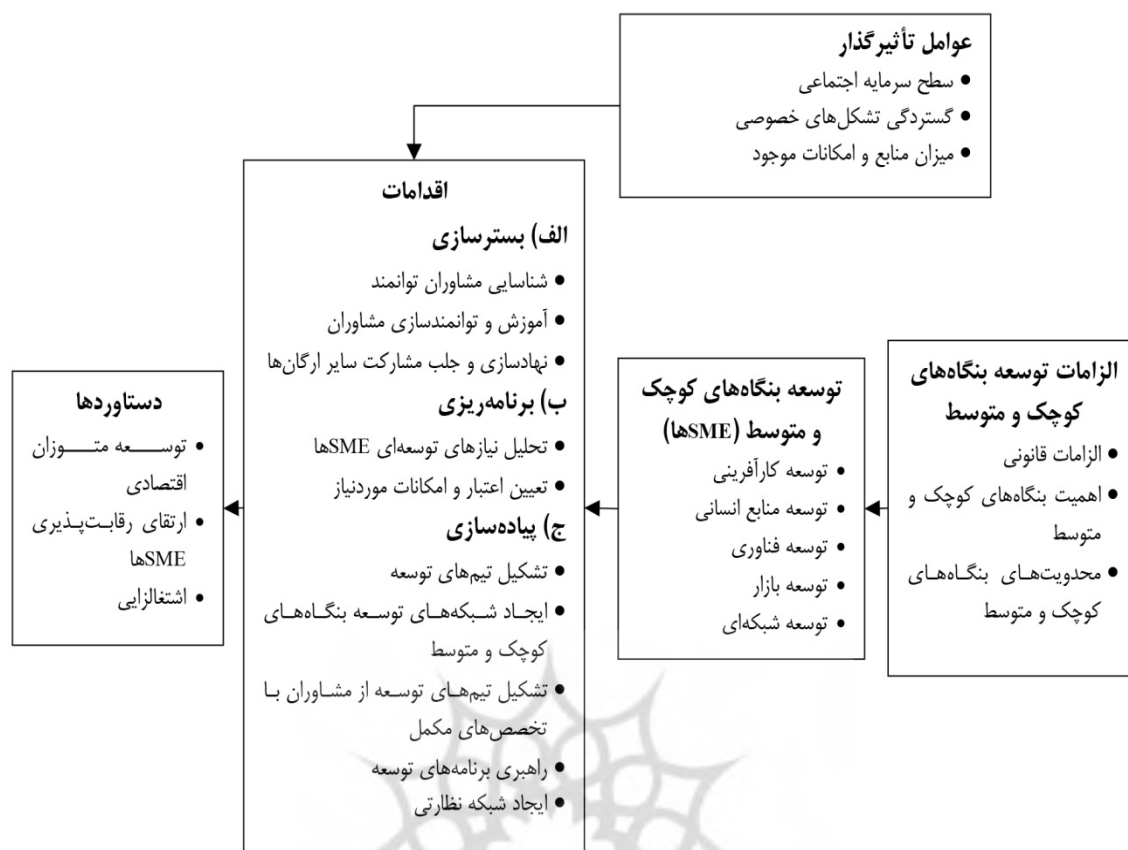 عوامل تأثیرگذار
• سطح سرمایه اجتماعی
• گستردگی تشکل‌های خصوصی
• میزان منابع و امکانات موجود
الزامات توسعه بنگاه‌های
کوچک و متوسط
• الزامات قانونی
• اهمیت بنگاه‌های کوچک و
متوسط
• محدویت‌های بنگاه‌های
کوچک و متوسط
توسعه بنگاه‌های کوچک
و متوسط (SMEها)
• توسعه کارآفرینی
• توسعه منابع انسانی
• توسعه فناوری
• توسعه بازار
• توسعه شبکه‌ای
اقدامات
الف) بسترسازی
• شناسایی مشاوران توانمند
• آموزش و توانمندسازی مشاوران
• نهادسازی و جلب مشارکت سایر ارگان‌ها
ب) برنامه‌ریزی
• تحلیل نیازهای توسعه‌ای SMEها
• تعیین اعتبار و امکانات موردنیاز
ج) پیاده‌سازی
• تشکیل تیم‌های توسعه
• ایجاد شبکه‌های توسعه بنگاه‌های
کوچک و متوسط
• تشکیل تیم‌های توسعه از مشاوران با
تخصص‌های مکمل
• راهبری برنامه‌های توسعه
• ایجاد شبکه نظارتی
دستاوردها
• توسعه متوزان
اقتصادی
• ارتقای رقابت‌پذیری
SMEها
• اشتغالزایی